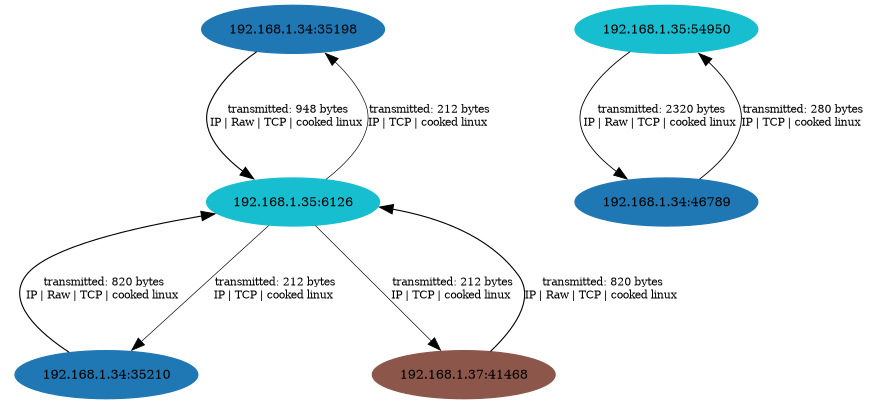 192.168.1.34:35198
192.168.1.35:54950
transmitted: 948 bytes
IP | Raw | TCP | cooked linux
transmitted: 212 bytes
IP | TCP | cooked linux
transmitted: 2320 bytes
IP | Raw | TCP | cooked linux
transmitted: 280 bytes
IP | TCP | cooked linux
192.168.1.35:6126
192.168.1.34:46789
transmitted: 820 bytes
IP | Raw | TCP | cooked linux
transmitted: 212 bytes
IP | TCP | cooked linux
transmitted: 212 bytes
IP | TCP | cooked linux
transmitted: 820 bytes
IP | Raw | TCP | cooked linux
192.168.1.34:35210
192.168.1.37:41468